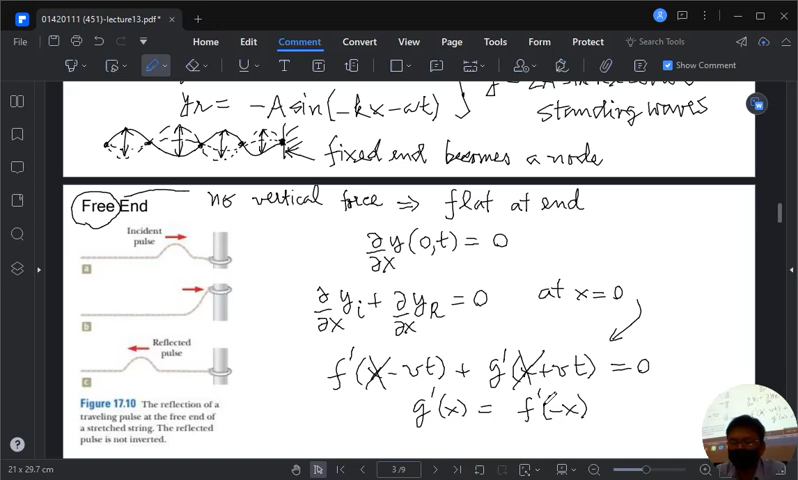 01420111 (451)-lecture13.pdf *
File Home Edit Comment Convert View Page Tools Form Protect Search Tools
Show Comment
yr = -A sin(-kx-ωt)
standing waves
fixed end becomes a node
Free End no vertical force ⇒ flat at end
Incident pulse
∂/∂x y(0,t) = 0
a
∂/∂x yi + ∂/∂x yR = 0 at x=0
b
Reflected pulse
f'(x-vt) + g'(x+vt) = 0
c
g'(x) = f'(-x)
Figure 17.10 The reflection of a
traveling pulse at the free end of
a stretched string. The reflected
pulse is not inverted.
21 x 29.7 cm 3 /9